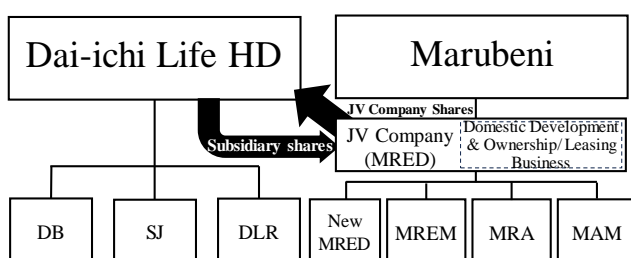 Dai-ichi Life HD
Marubeni
JV Company Shares
Subsidiary shares
JV Company
(MRED)
Domestic Development
& Ownership/ Leasing
Business
DB
SJ
DLR
New
MRED
MREM
MRA
MAM